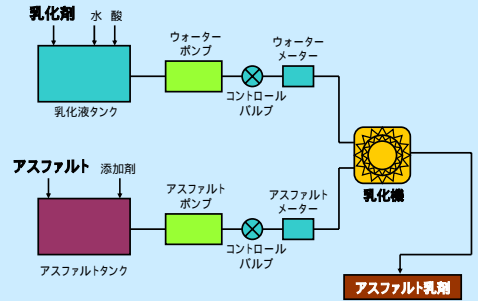 乳化剤 水 酸
ウォーター
ポンプ
ウォーター
メーター
コントロール
バルブ
乳化液タンク
アスファルト 添加剤
アスファルト
ポンプ
アスファルト
メーター
コントロール
バルブ
アスファルトタンク
乳化機
アスファルト乳剤